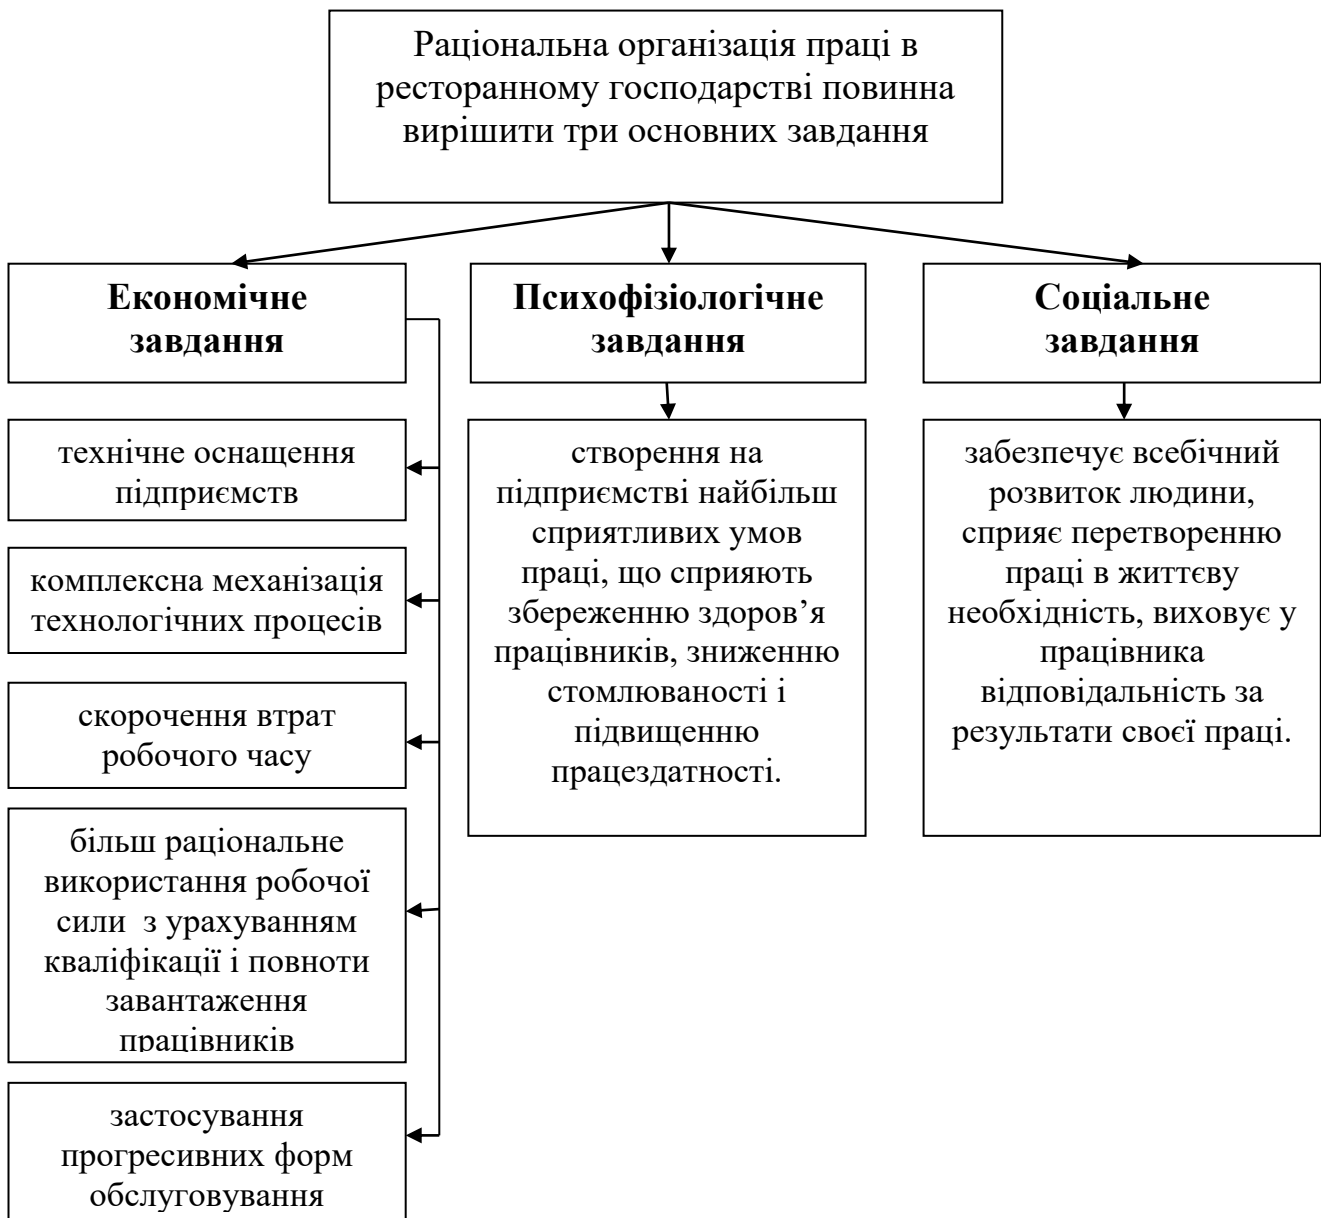 Раціональна організація праці в
ресторанному господарстві повинна
вирішити три основних завдання
Економічне
завдання
технічне оснащення
підприємств
комплексна механізація
технологічних процесів
скорочення втрат
робочого часу
більш раціональне
використання робочої
сили  з урахуванням
кваліфікації і повноти
завантаження
працівників
застосування
прогресивних форм
обслуговування
Психофізіологічне
завдання
створення на
підприємстві найбільш
сприятливих умов
праці, що сприяють
збереженню здоров’я
працівників, зниженню
стомлюваності і
підвищенню
працездатності.
Соціальне
завдання
забезпечує всебічний
розвиток людини,
сприяє перетворенню
праці в життєву
необхідність, виховує у
працівника
відповідальність за
результати своєї праці.